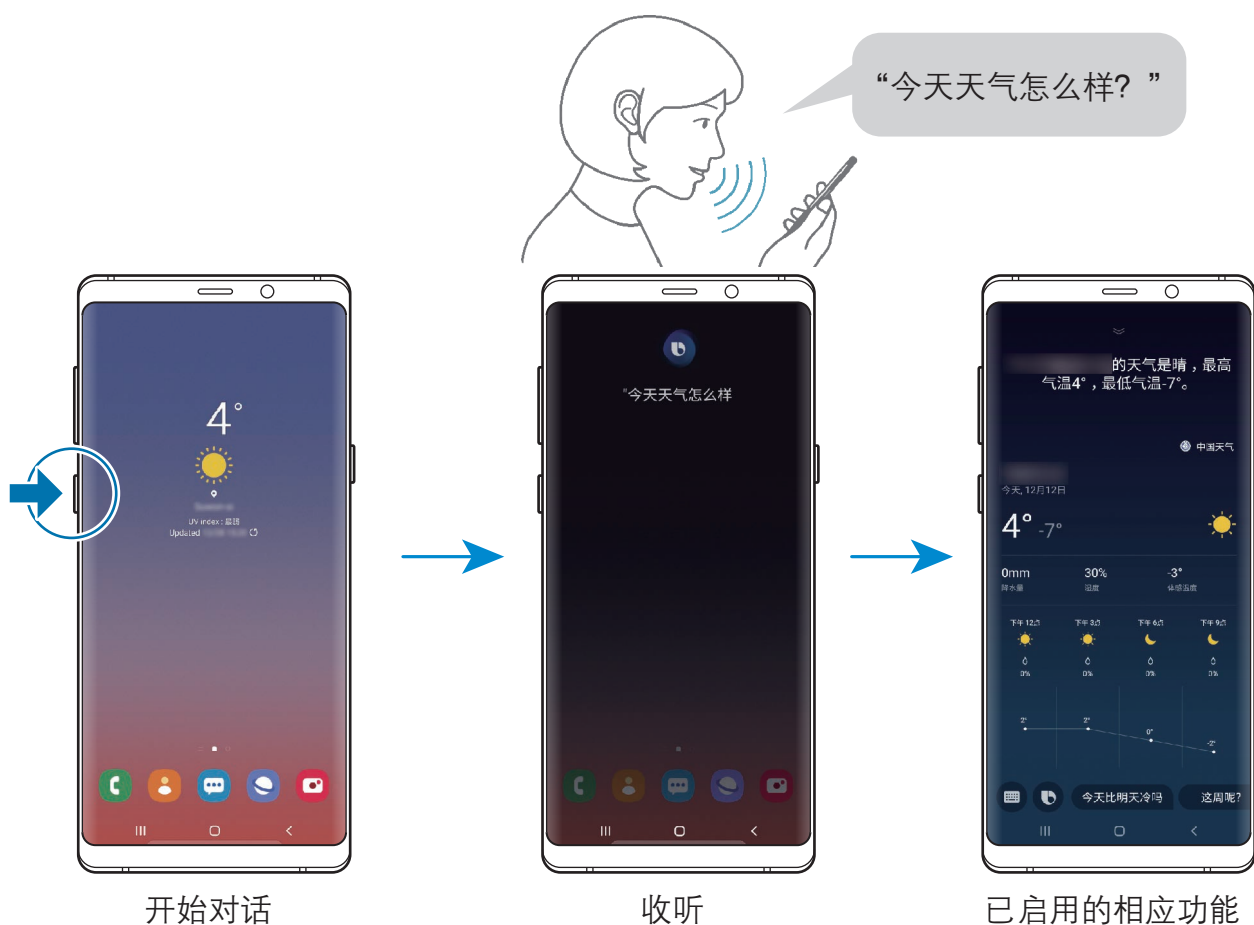 “今天天气怎么样？”
4°
UV index : 最弱
Updated
开始对话
“今天天气怎么样
收听
的天气是晴，最高
气温4°，最低气温-7°。
中国天气
今天, 12月12日
4° -7°
0mm 30% -3°
降水量 湿度 体感温度
下午 12点 下午 3点 下午 6点 下午 9点
0% 0% 0% 0%
2° 2° 0° -2°
今天比明天冷吗 这周呢?
已启用的相应功能